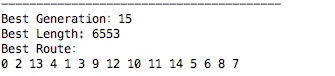 Best Generation: 15
Best Length: 6553
Best Route:
0 2 13 4 1 3 9 12 10 11 14 5 6 8 7